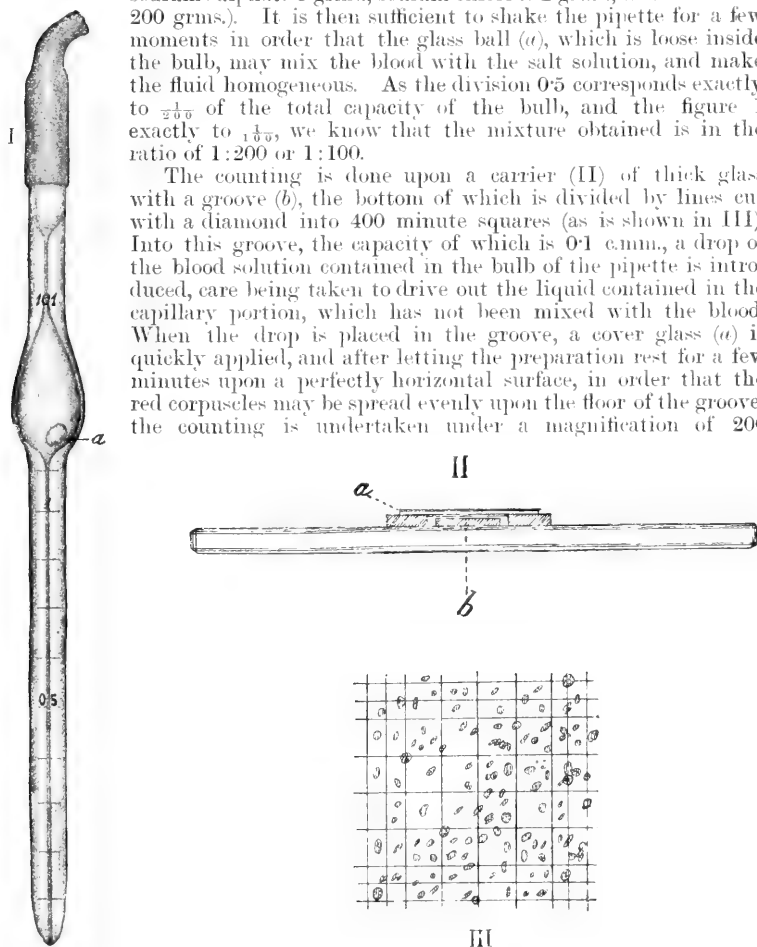 200 grms.). It is then sufficient to shake the pipette for a few
moments in order that the glass ball (a), which is loose inside
the bulb, may mix the blood with the salt solution, and make
the fluid homogeneous. As the division 0·5 corresponds exactly
to 1/200 of the total capacity of the bulb, and the figure
exactly to 1/100, we know that the mixture obtained is in the
ratio of 1:200 or 1:100.
The counting is done upon a carrier (II) of thick glas
with a groove (b), the bottom of which is divided by lines cu
with a diamond into 400 minute squares (as is shown in III)
Into this groove, the capacity of which is 0·1 c.mm., a drop o
the blood solution contained in the bulb of the pipette is intro
duced, care being taken to drive out the liquid contained in the
capillary portion, which has not been mixed with the blood
When the drop is placed in the groove, a cover glass (a) i
quickly applied, and after letting the preparation rest for a few
minutes upon a perfectly horizontal surface, in order that the
red corpuscles may be spread evenly upon the floor of the groove
the counting is undertaken under a magnification of 200
I
101
a
1
0,5
II
a
b
III